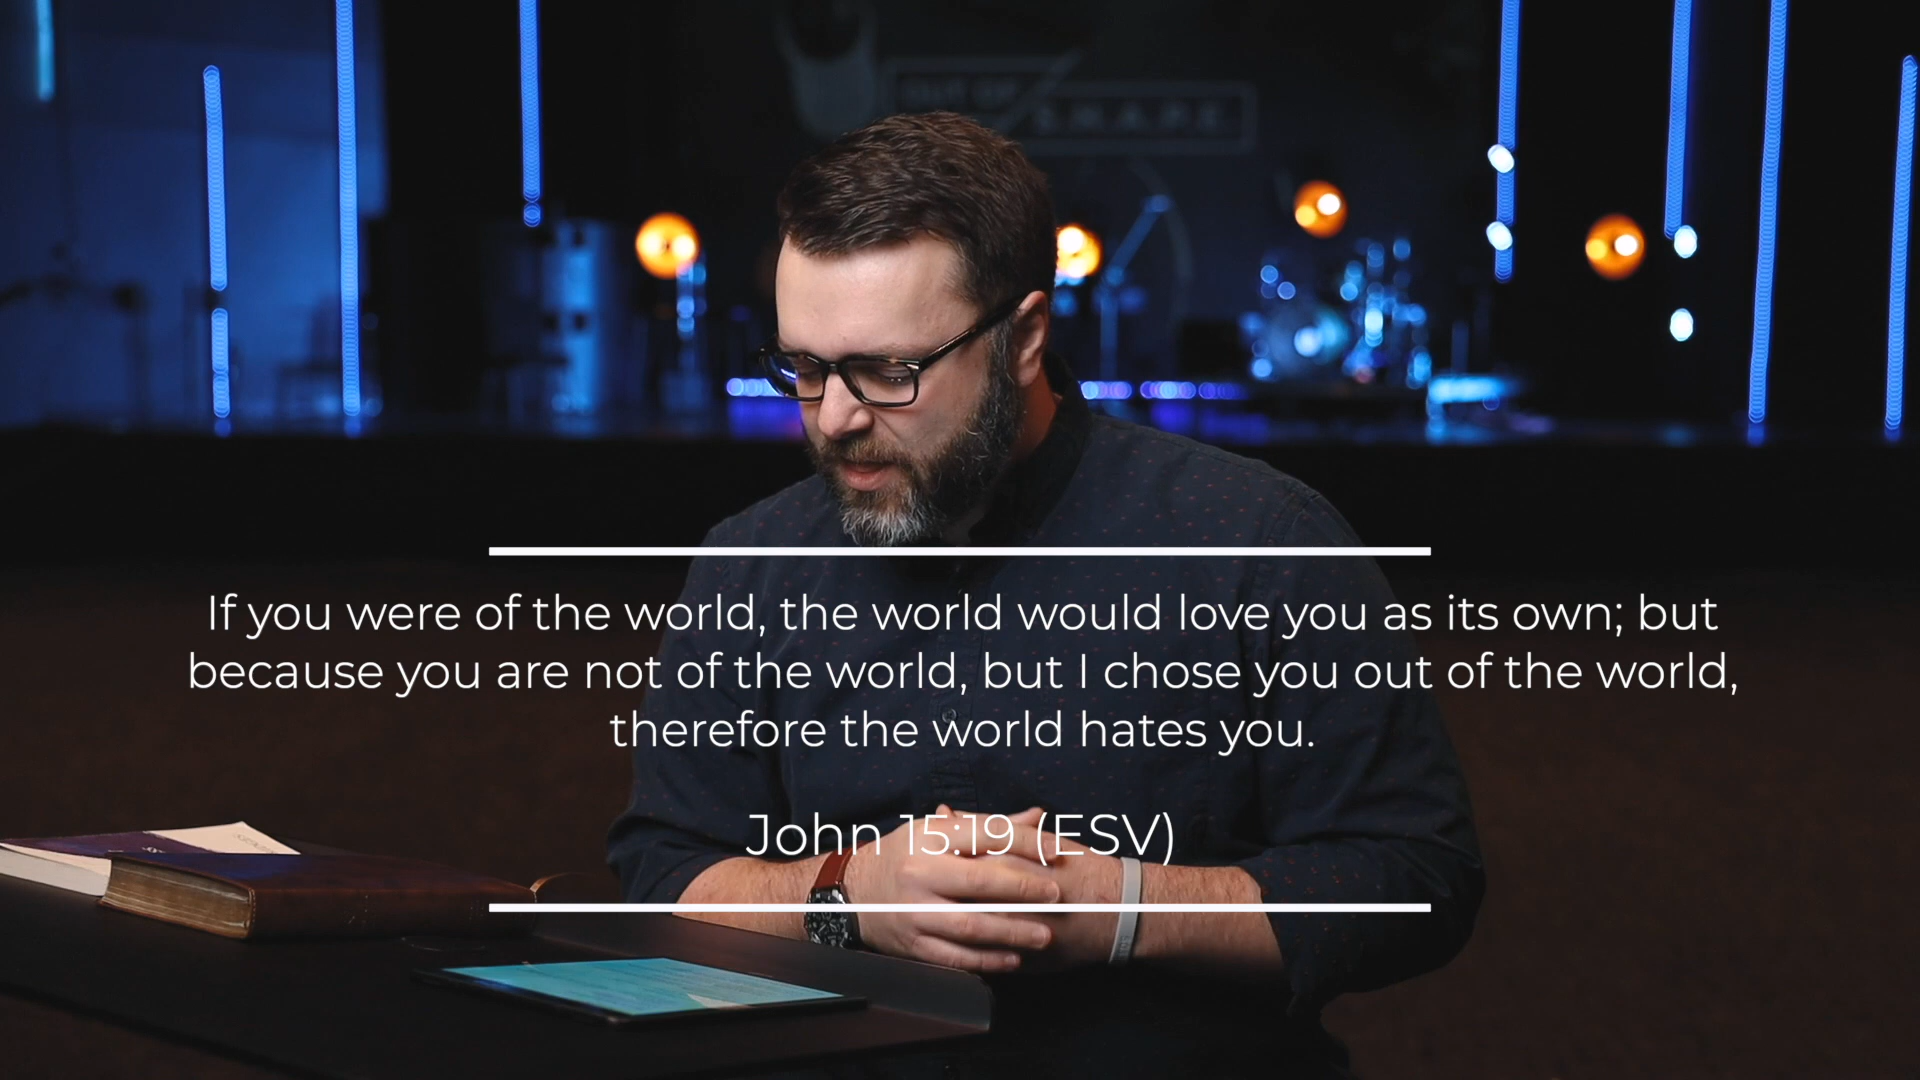 OUT OF
S.H.A.P.E.
If you were of the world, the world would love you as its own; but
because you are not of the world, but I chose you out of the world,
therefore the world hates you.
John 15:19 (ESV)